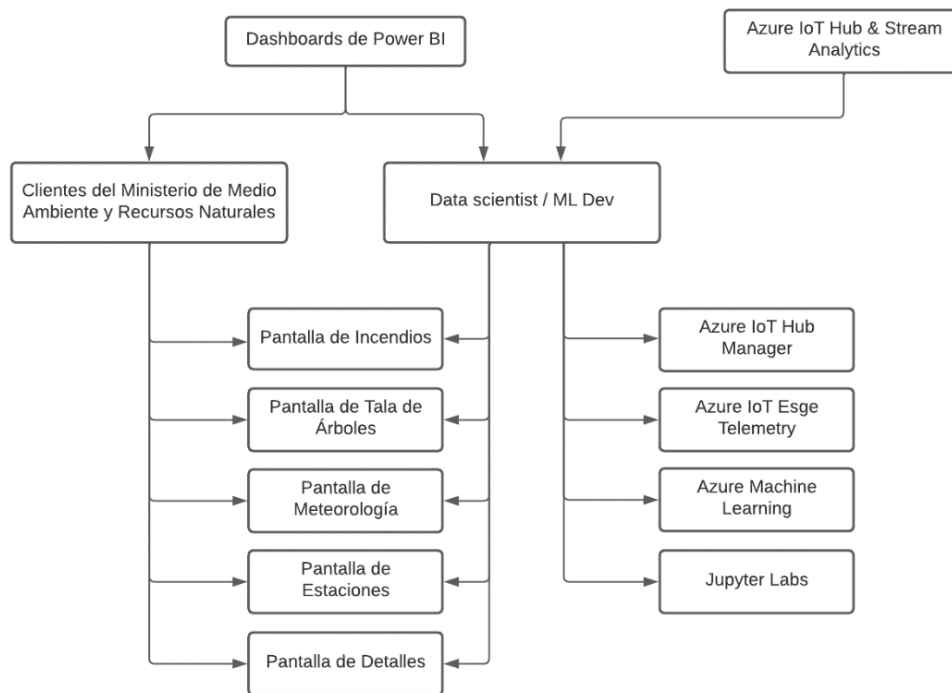 Dashboards de Power BI
Azure IoT Hub & Stream
Analytics
Clientes del Ministerio de Medio
Ambiente y Recursos Naturales
Data scientist / ML Dev
Pantalla de Incendios
Azure IoT Hub
Manager
Pantalla de Tala de
Árboles
Azure IoT Esge
Telemetry
Pantalla de
Meteorología
Azure Machine
Learning
Pantalla de
Estaciones
Jupyter Labs
Pantalla de Detalles